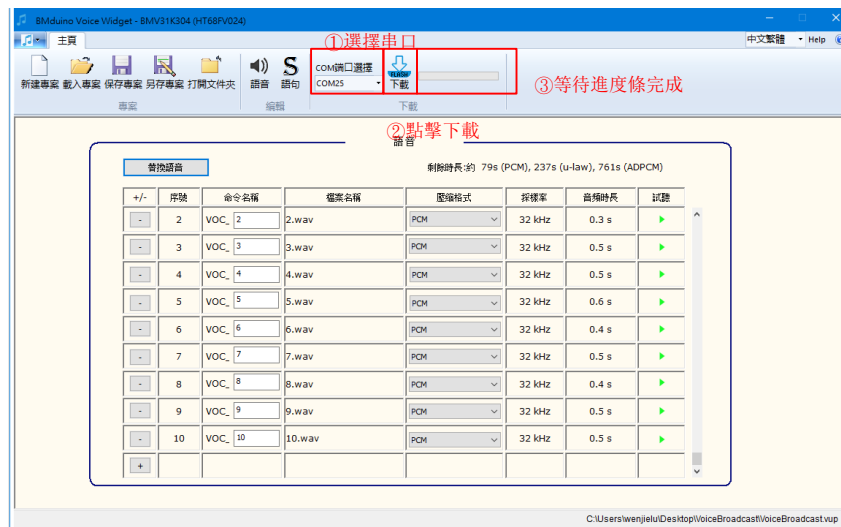 BMduino Voice Widget - BMV31K304 (HT68FV024)
主頁
中文繁體 Help
①選擇串口
新建專案 載入專案 保存專案 另存專案 打開文件夾 語音 語句
COM端口選擇
COM25
FLASH
下載
③等待進度條完成
專案 編輯 下載
②點擊下載
語音
替換語音 剩餘時長:約 79s (PCM), 237s (u-law), 761s (ADPCM)
+/- 序號 命令名稱 檔案名稱 壓縮格式 採樣率 音頻時長 試聽
- 2 VOC_ 2 2.wav PCM 32 kHz 0.3 s
- 3 VOC_ 3 3.wav PCM 32 kHz 0.5 s
- 4 VOC_ 4 4.wav PCM 32 kHz 0.5 s
- 5 VOC_ 5 5.wav PCM 32 kHz 0.6 s
- 6 VOC_ 6 6.wav PCM 32 kHz 0.4 s
- 7 VOC_ 7 7.wav PCM 32 kHz 0.5 s
- 8 VOC_ 8 8.wav PCM 32 kHz 0.4 s
- 9 VOC_ 9 9.wav PCM 32 kHz 0.5 s
- 10 VOC_ 10 10.wav PCM 32 kHz 0.5 s
+
C:\Users\wenjielu\Desktop\VoiceBroadcast\VoiceBroadcast.vup